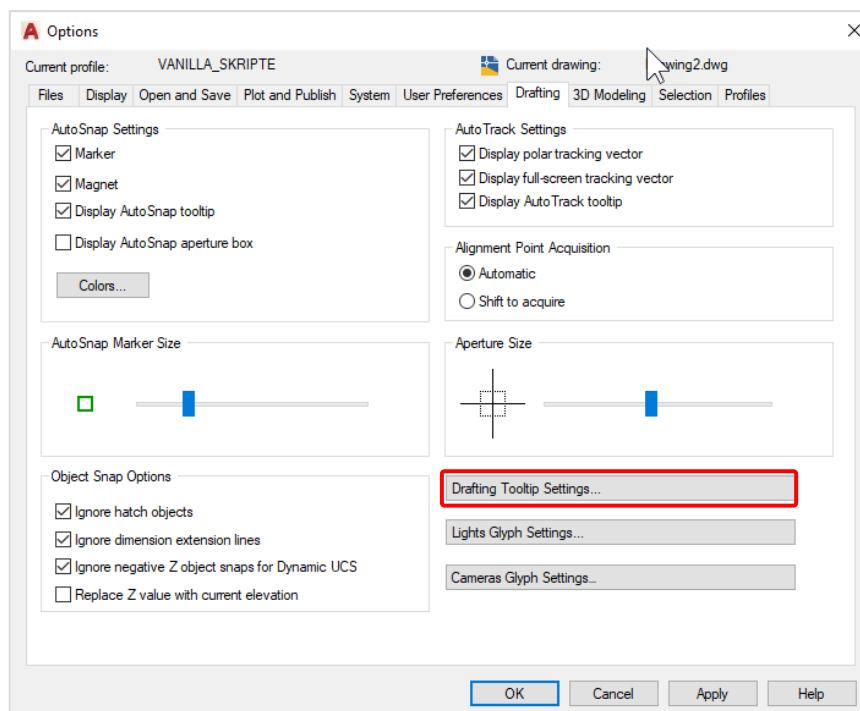 Options
Current profile: VANILLA_SKRIPTE Current drawing: wing2.dwg
Files Display Open and Save Plot and Publish System User Preferences Drafting 3D Modeling Selection Profiles
AutoSnap Settings
Marker
Magnet
Display AutoSnap tooltip
Display AutoSnap aperture box
Colors...
AutoTrack Settings
Display polar tracking vector
Display full-screen tracking vector
Display AutoTrack tooltip
Alignment Point Acquisition
Automatic
Shift to acquire
AutoSnap Marker Size
Aperture Size
Object Snap Options
Ignore hatch objects
Ignore dimension extension lines
Ignore negative Z object snaps for Dynamic UCS
Replace Z value with current elevation
Drafting Tooltip Settings...
Lights Glyph Settings...
Cameras Glyph Settings...
OK Cancel Apply Help